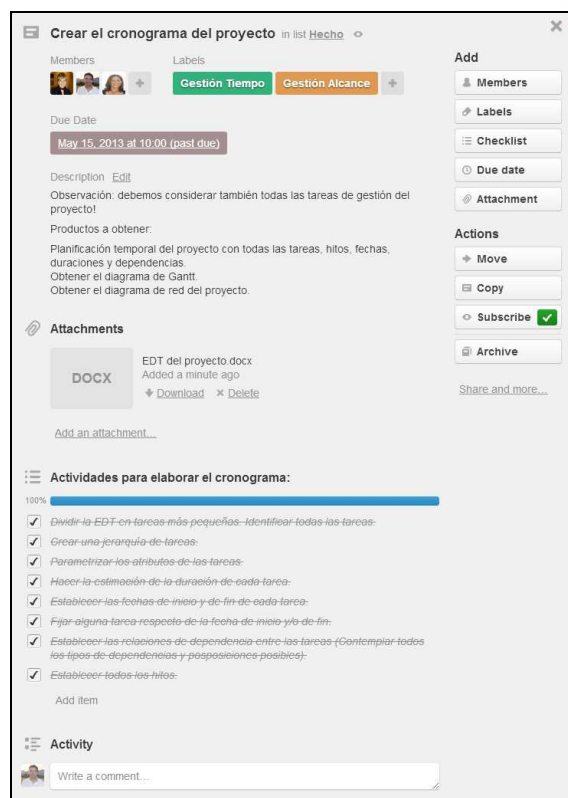 Crear el cronograma del proyecto in list Hecho
Members
Labels
+
Gestión Tiempo
Gestión Alcance
+
Due Date
May 15, 2013 at 10:00 (past due)
Description Edit
Observación: debemos considerar también todas las tareas de gestión del
proyecto!
Productos a obtener:
Planificación temporal del proyecto con todas las tareas, hitos, fechas,
duraciones y dependencias.
Obtener el diagrama de Gantt.
Obtener el diagrama de red del proyecto.
Attachments
DOCX
EDT del proyecto.docx
Added a minute ago
Download × Delete
Add an attachment...
Actividades para elaborar el cronograma:
100%
Dividir la EDT en tareas más pequeñas. Identificar todas las tareas.
Crear una jerarquía de tareas.
Parametrizar los atributos de las tareas.
Hacer la estimación de la duración de cada tarea.
Establecer las fechas de inicio y de fin de cada tarea.
Fijar alguna tarea respecto de la fecha de inicio y/o de fin.
Establecer las relaciones de dependencia entre las tareas (Contemplar todos
los tipos de dependencias y posposiciones posibles).
Establecer todos los hitos.
Add item
Activity
Write a comment...
Add
Members
Labels
Checklist
Due date
Attachment
Actions
Move
Copy
Subscribe
Archive
Share and more...